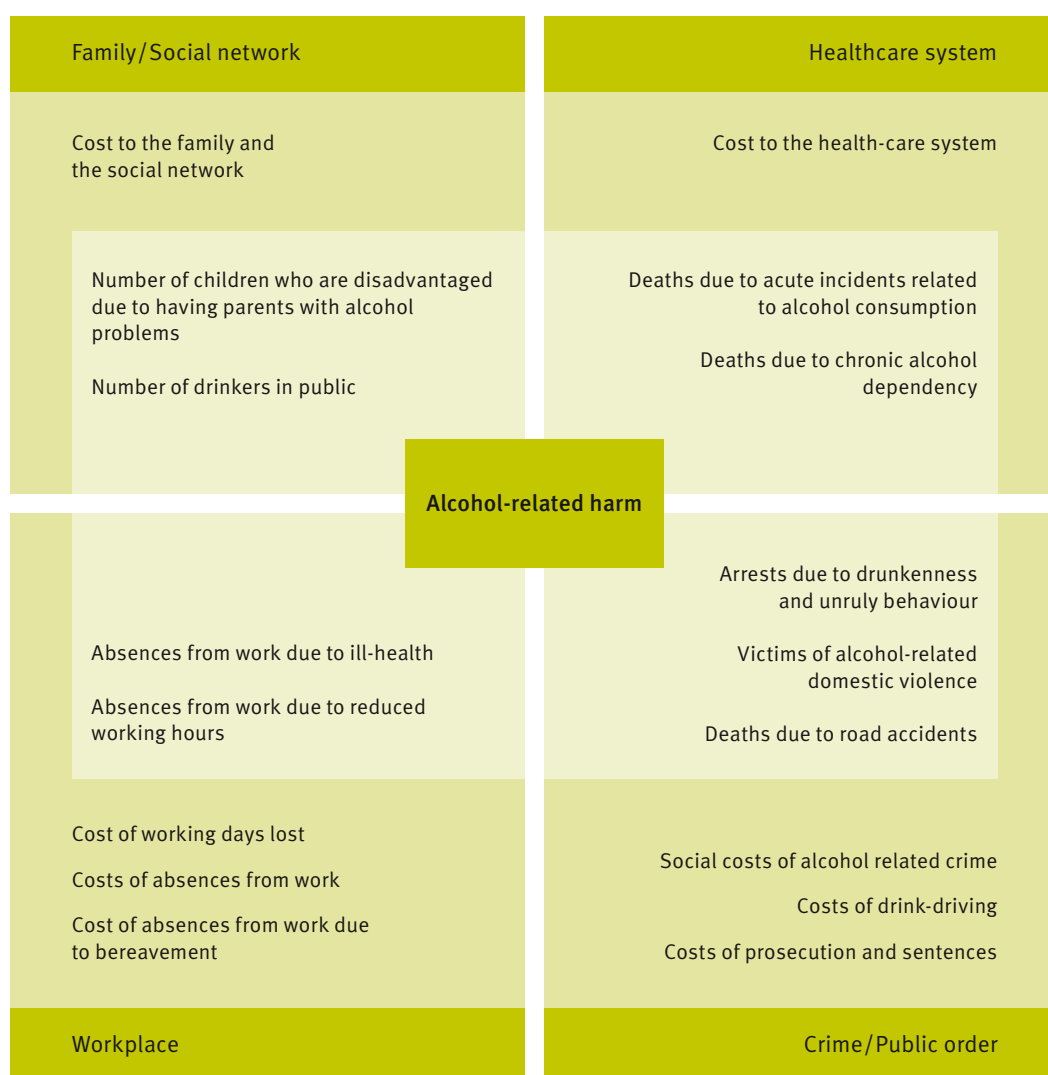 Family/Social network
Healthcare system
Cost to the family and
the social network
Cost to the health-care system
Number of children who are disadvantaged
due to having parents with alcohol
problems
Number of drinkers in public
Deaths due to acute incidents related
to alcohol consumption
Deaths due to chronic alcohol
dependency
Alcohol-related harm
Absences from work due to ill-health
Absences from work due to reduced
working hours
Arrests due to drunkenness
and unruly behaviour
Victims of alcohol-related
domestic violence
Deaths due to road accidents
Cost of working days lost
Costs of absences from work
Cost of absences from work due
to bereavement
Social costs of alcohol related crime
Costs of drink-driving
Costs of prosecution and sentences
Workplace
Crime/Public order